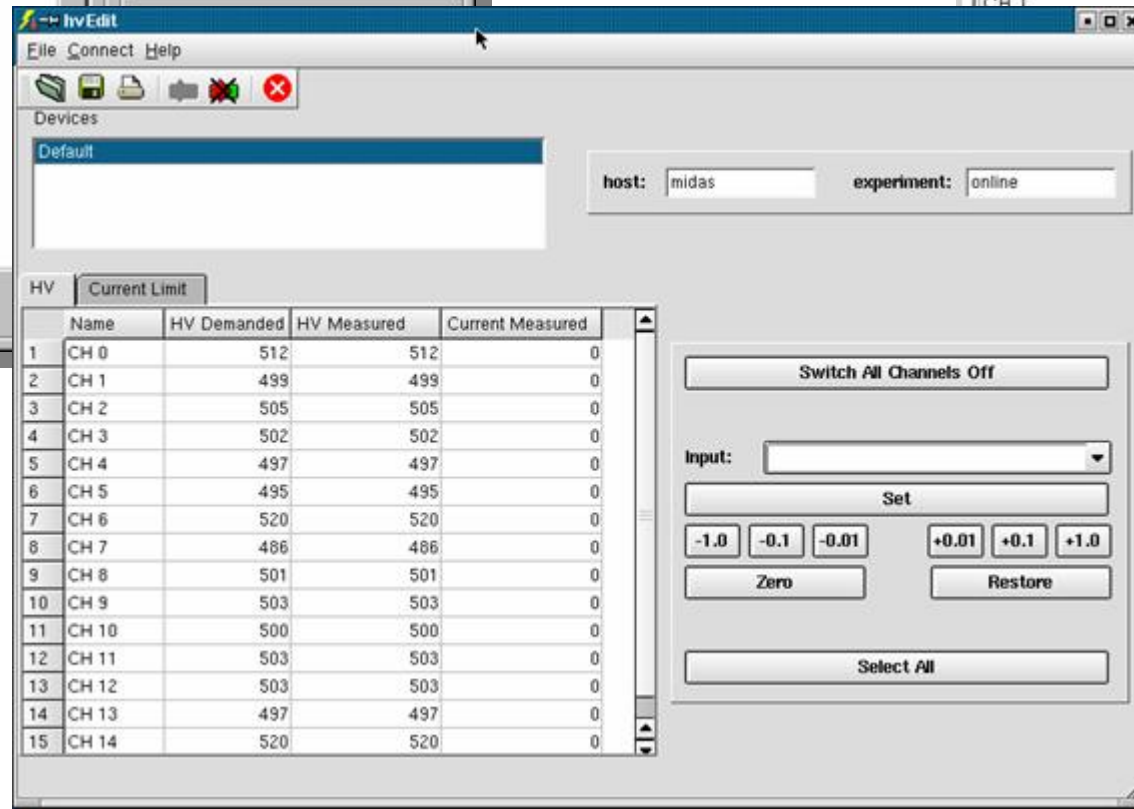 CH
hvEdit
File Connect Help
Devices
Default
host: midas experiment: online
HV Current Limit
Name HV Demanded HV Measured Current Measured
1 CH 0 512 512 0
2 CH 1 499 499 0
3 CH 2 505 505 0
4 CH 3 502 502 0
5 CH 4 497 497 0
6 CH 5 495 495 0
7 CH 6 520 520 0
8 CH 7 486 486 0
9 CH 8 501 501 0
10 CH 9 503 503 0
11 CH 10 500 500 0
12 CH 11 503 503 0
13 CH 12 503 503 0
14 CH 13 497 497 0
15 CH 14 520 520 0
Switch All Channels Off
Input:
Set
-1.0 -0.1 -0.01 +0.01 +0.1 +1.0
Zero Restore
Select All